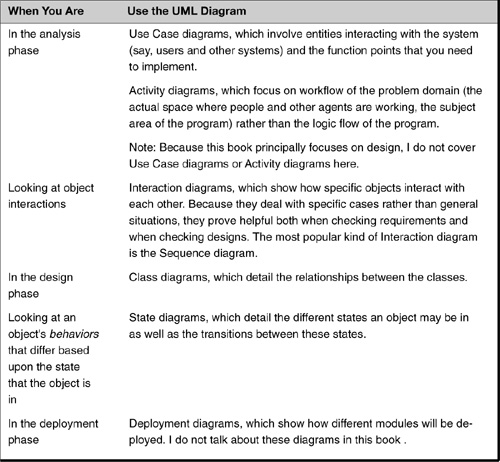 When You Are Use the UML Diagram
In the analysis Use Case diagrams, which involve entities interacting with the system
phase (say, users and other systems) and the function points that you need
to implement.
Activity diagrams, which focus on workflow of the problem domain (the
actual space where people and other agents are working, the subject
area of the program) rather than the logic flow of the program.
Note: Because this book principally focuses on design, I do not cover
Use Case diagrams or Activity diagrams here.
Looking at object Interaction diagrams, which show how specific objects interact with
interactions each other. Because they deal with specific cases rather than general
situations, they prove helpful both when checking requirements and
when checking designs. The most popular kind of Interaction diagram
is the Sequence diagram.
In the design Class diagrams, which detail the relationships between the classes.
phase
Looking at an State diagrams, which detail the different states an object may be in
object's behaviors as well as the transitions between these states.
that differ based
upon the state
that the object is
in
In the deployment Deployment diagrams, which show how different modules will be de-
phase ployed. I do not talk about these diagrams in this book .